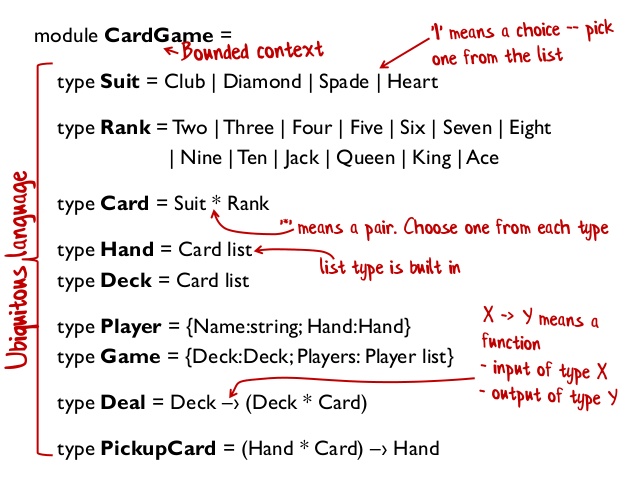 module CardGame =
Bounded context
'|' means a choice -- pick
one from the list
type Suit = Club | Diamond | Spade | Heart
type Rank = Two | Three | Four | Five | Six | Seven | Eight
| Nine | Ten | Jack | Queen | King | Ace
type Card = Suit * Rank
'*' means a pair. Choose one from each type
type Hand = Card list
list type is built in
type Deck = Card list
type Player = {Name:string; Hand:Hand}
type Game = {Deck:Deck; Players: Player list}
X -> Y means a
function
- input of type X
- output of type Y
type Deal = Deck –> (Deck * Card)
type PickupCard = (Hand * Card) –> Hand
Ubiquitous language